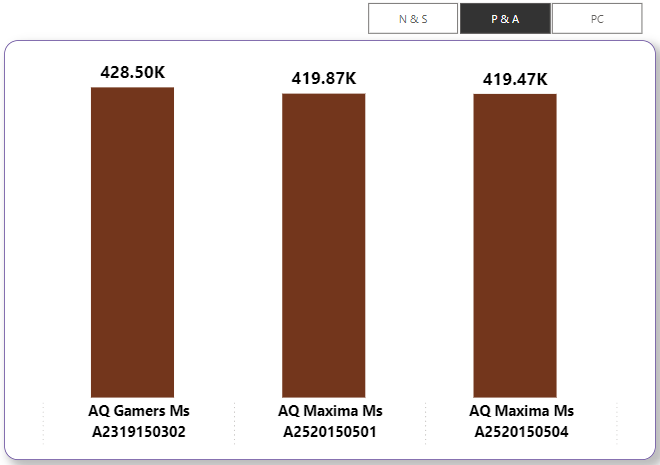 N & S P & A PC
428.50K 419.87K 419.47K
AQ Gamers Ms AQ Maxima Ms AQ Maxima Ms
A2319150302 A2520150501 A2520150504